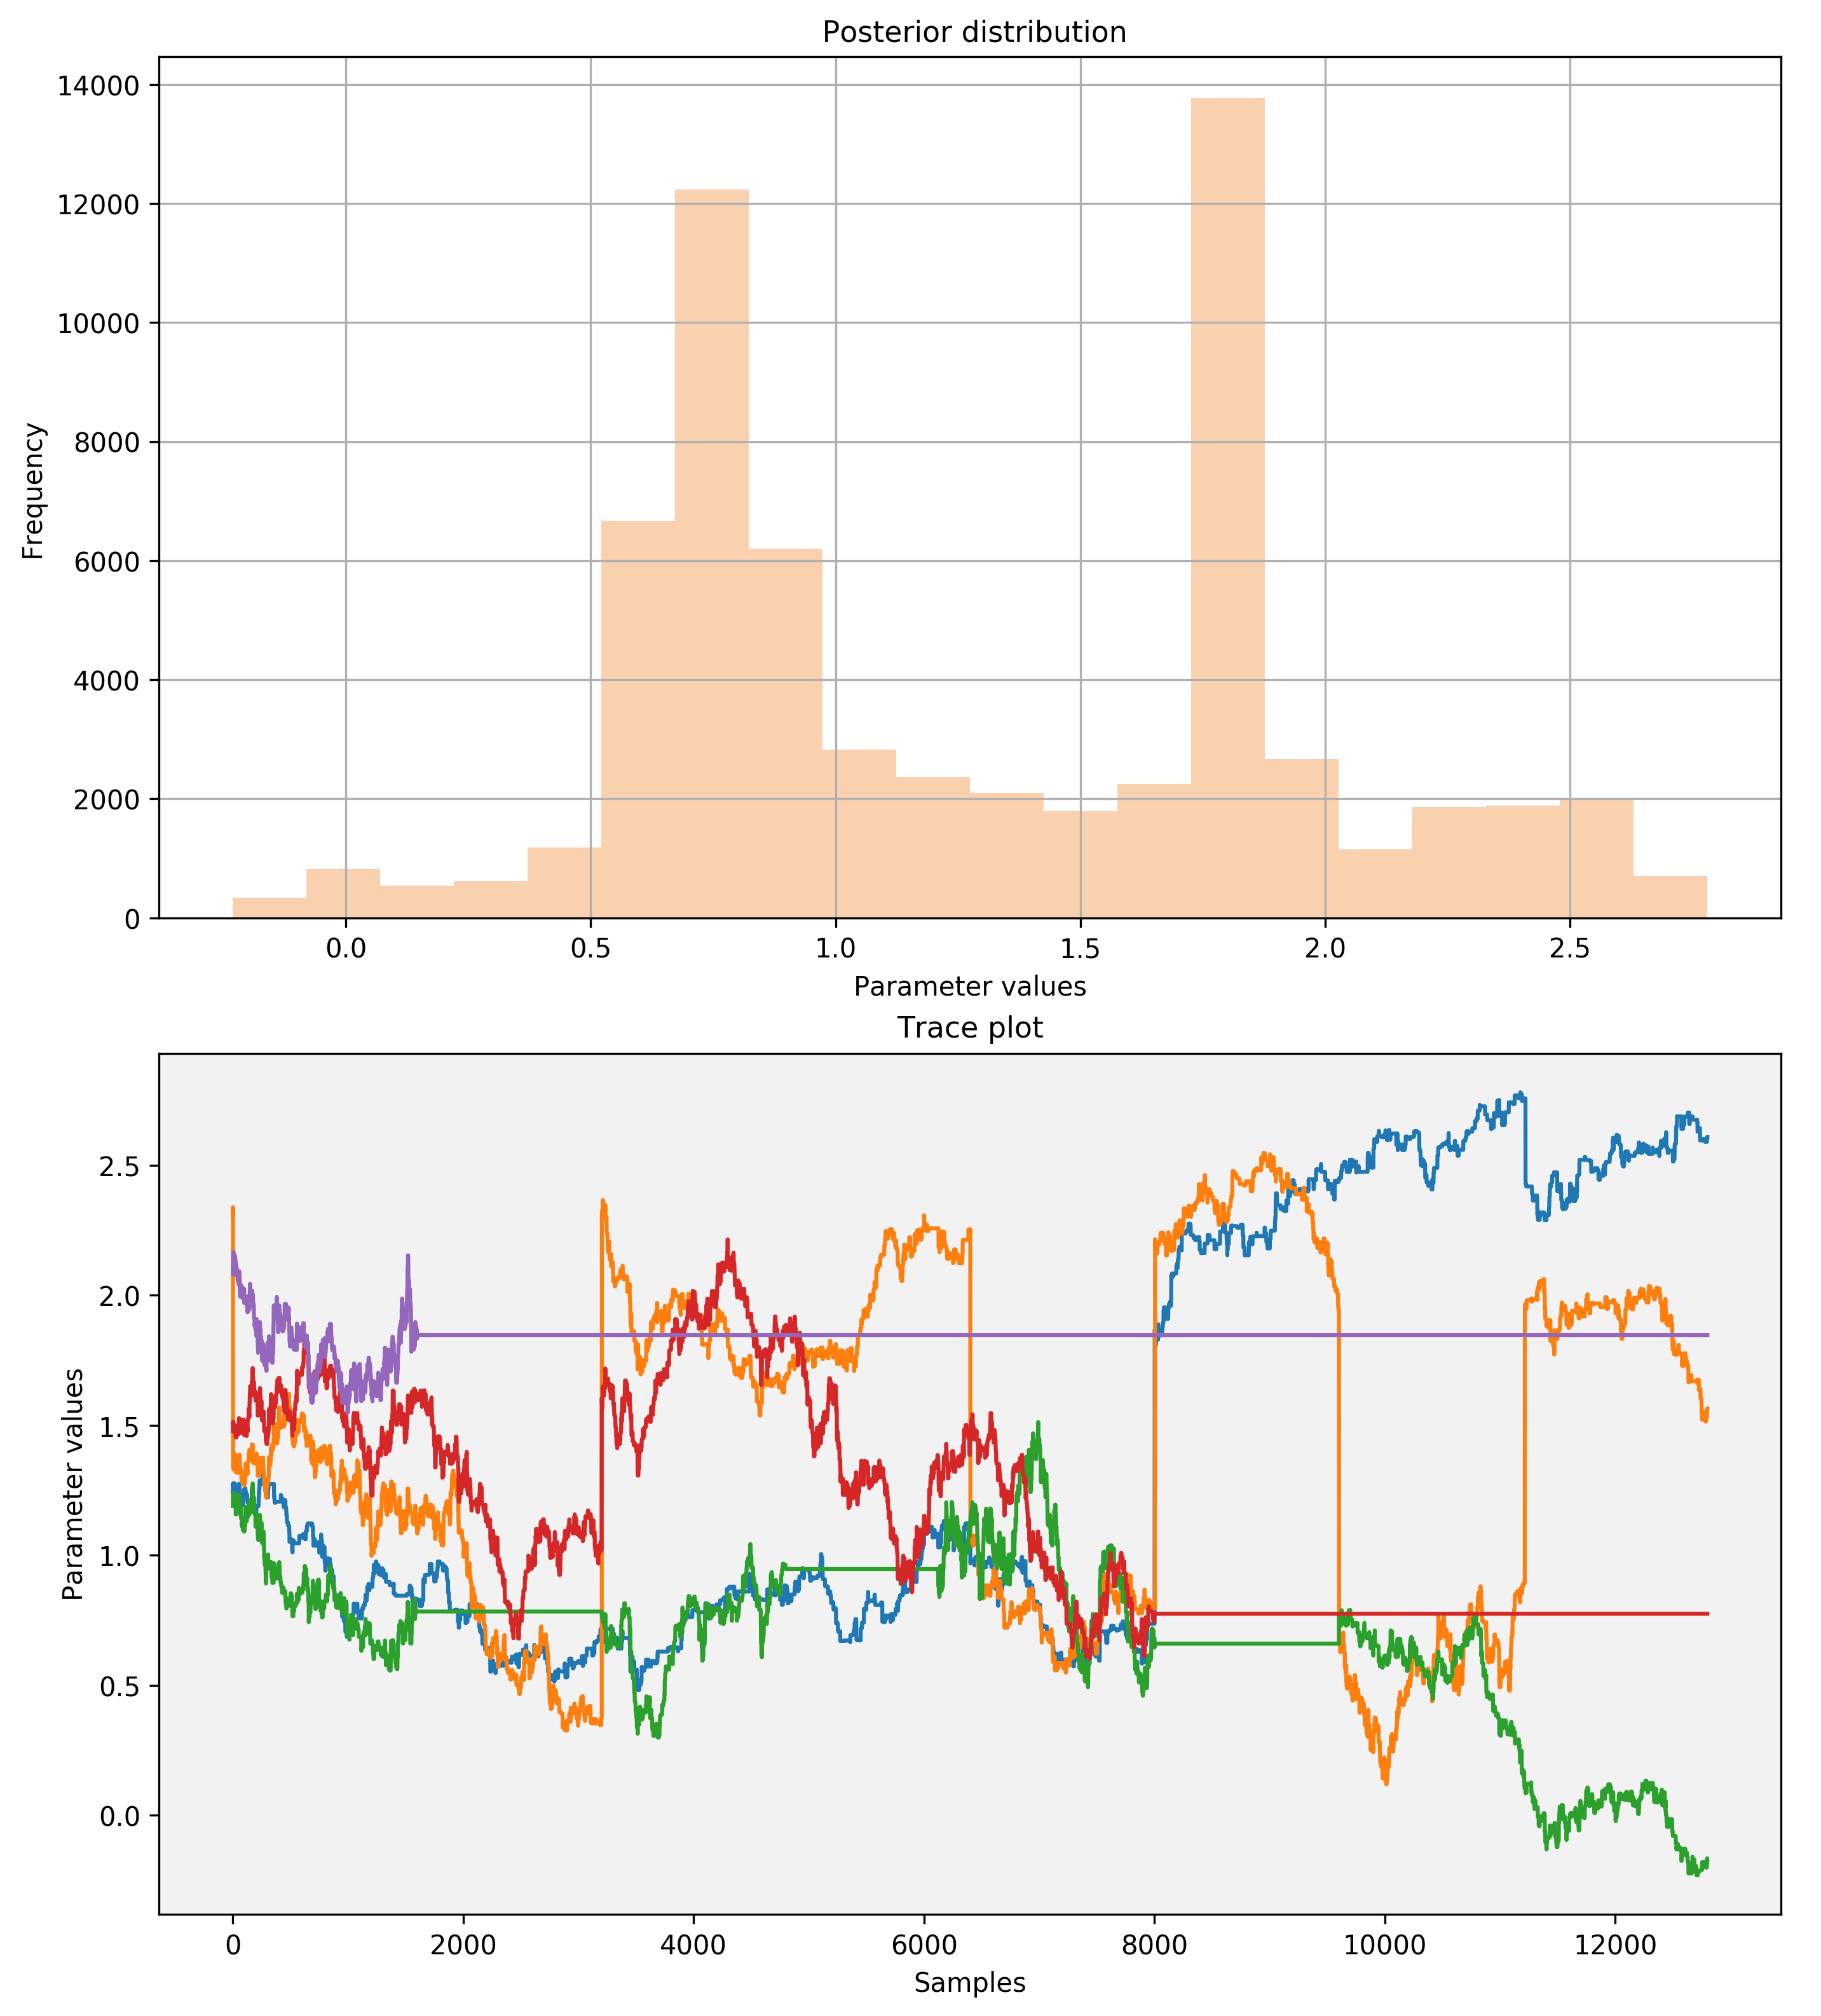 Posterior distribution
14000
12000
10000
8000
6000
4000
2000
0
Frequency
0.0 0.5 1.0 1.5 2.0 2.5
Parameter values
Trace plot
2.5
2.0
1.5
1.0
0.5
0.0
Parameter values
0 2000 4000 6000 8000 10000 12000
Samples